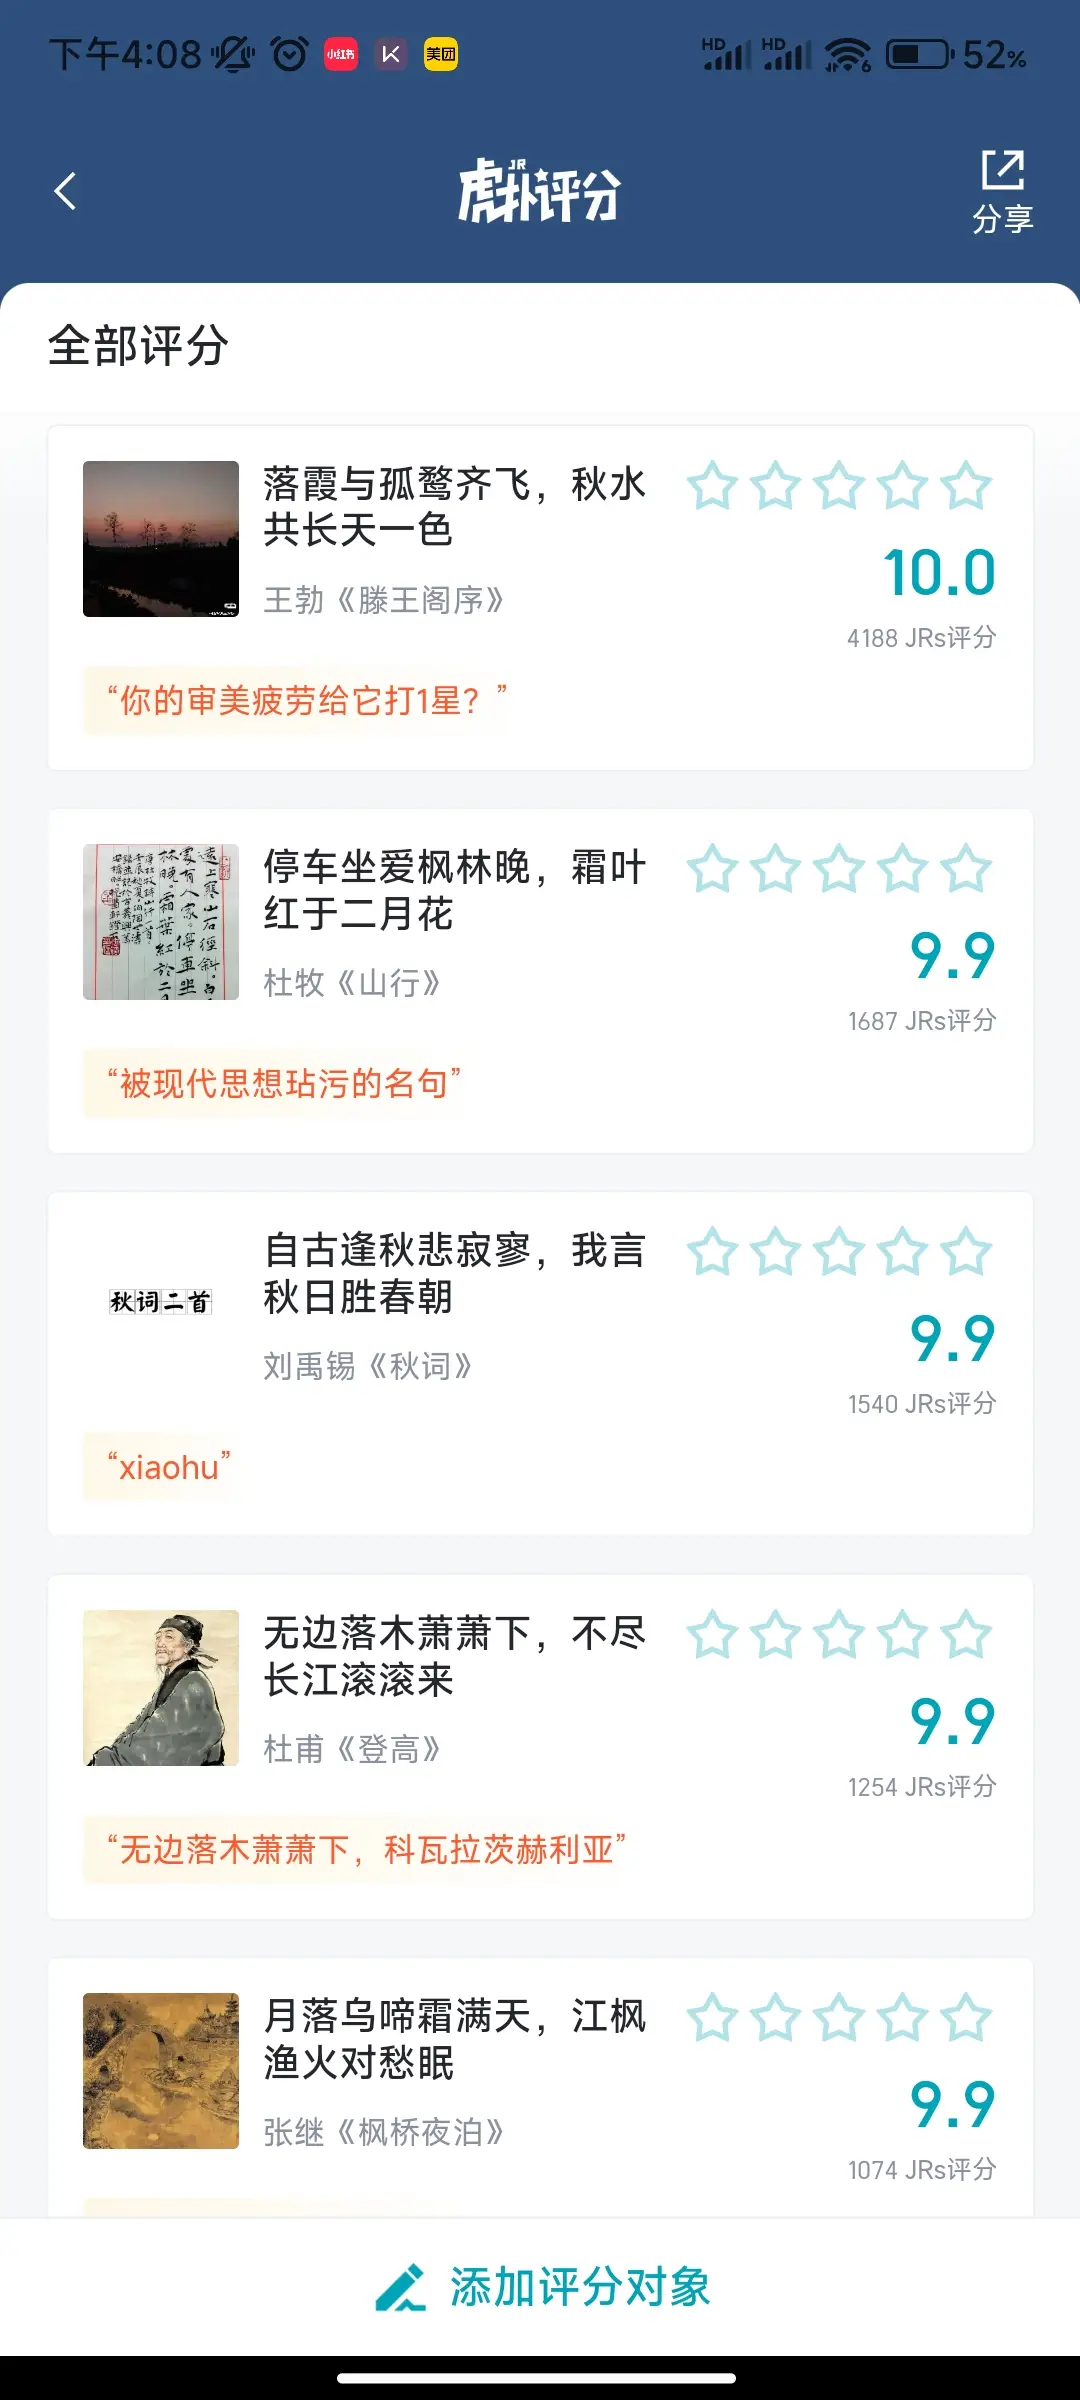 下午4:08
小红书
K
美团
HD
HD
6
52%
虎扑评分
JR
分享
全部评分
落霞与孤鹜齐飞，秋水
共长天一色
王勃《滕王阁序》
10.0
4188 JRs评分
“你的审美疲劳给它打1星？”
停车坐爱枫林晚，霜叶
红于二月花
杜牧《山行》
9.9
1687 JRs评分
“被现代思想玷污的名句”
秋词二首
自古逢秋悲寂寥，我言
秋日胜春朝
刘禹锡《秋词》
9.9
1540 JRs评分
“xiaohu”
无边落木萧萧下，不尽
长江滚滚来
杜甫《登高》
9.9
1254 JRs评分
“无边落木萧萧下，科瓦拉茨赫利亚”
月落乌啼霜满天，江枫
渔火对愁眠
张继《枫桥夜泊》
9.9
1074 JRs评分
添加评分对象